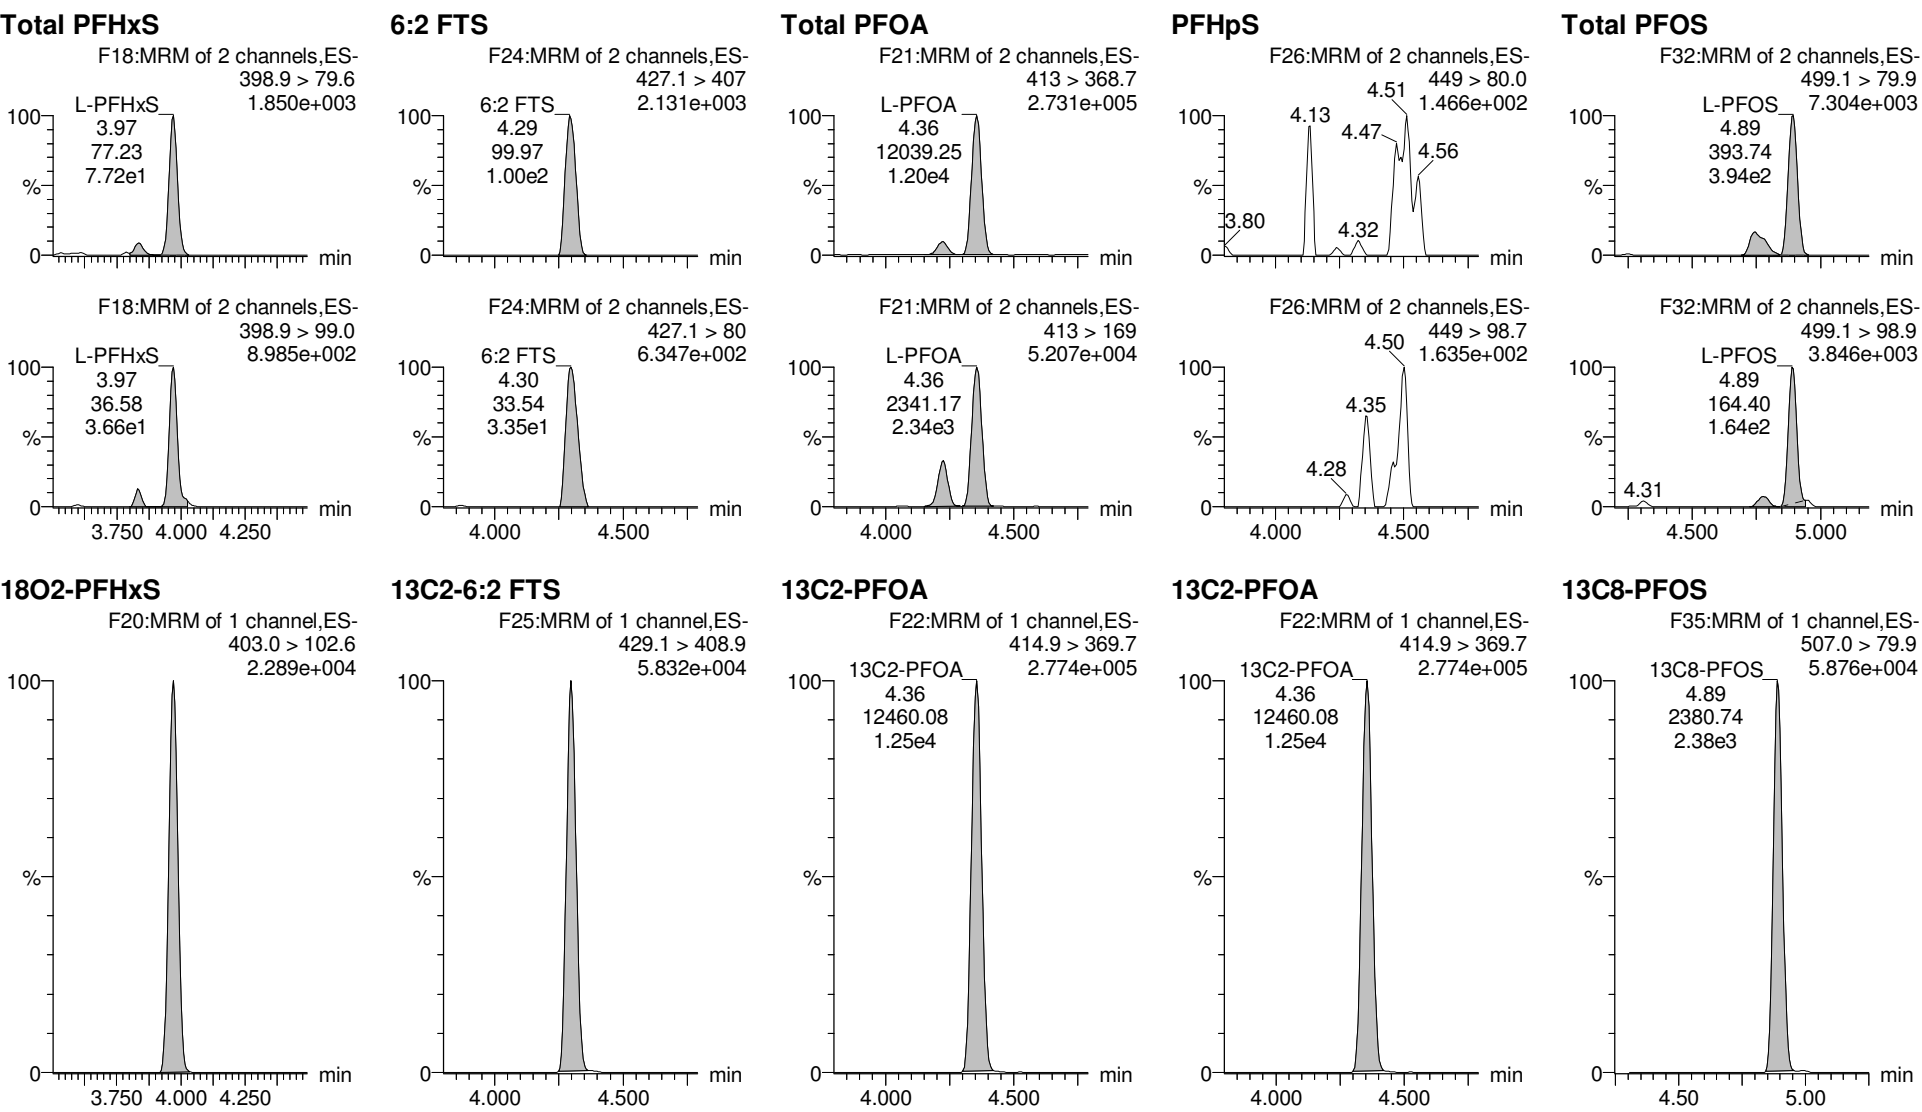 Total PFHxS
F18:MRM of 2 channels,ES-
398.9 > 79.6
1.850e+003
L-PFHxS
3.97
77.23
7.72e1
100
%
0
min
F18:MRM of 2 channels,ES-
398.9 > 99.0
8.985e+002
L-PFHxS
3.97
36.58
3.66e1
100
%
0
min
3.750 4.000 4.250
6:2 FTS
F24:MRM of 2 channels,ES-
427.1 > 407
2.131e+003
6:2 FTS
4.29
99.97
1.00e2
100
%
0
min
F24:MRM of 2 channels,ES-
427.1 > 80
6.347e+002
6:2 FTS
4.30
33.54
3.35e1
100
%
0
min
4.000 4.500
Total PFOA
F21:MRM of 2 channels,ES-
413 > 368.7
2.731e+005
L-PFOA
4.36
12039.25
1.20e4
100
%
0
min
F21:MRM of 2 channels,ES-
413 > 169
5.207e+004
L-PFOA
4.36
2341.17
2.34e3
100
%
0
min
4.000 4.500
PFHpS
F26:MRM of 2 channels,ES-
449 > 80.0
1.466e+002
4.51
4.13
4.47
4.56
3.80
4.32
100
%
0
min
F26:MRM of 2 channels,ES-
449 > 98.7
1.635e+002
4.50
4.35
4.28
100
%
0
min
4.000 4.500
Total PFOS
F32:MRM of 2 channels,ES-
499.1 > 79.9
7.304e+003
L-PFOS
4.89
393.74
3.94e2
100
%
0
min
F32:MRM of 2 channels,ES-
499.1 > 98.9
3.846e+003
L-PFOS
4.89
164.40
1.64e2
4.31
100
%
0
min
4.500 5.000
18O2-PFHxS
F20:MRM of 1 channel,ES-
403.0 > 102.6
2.289e+004
100
%
0
min
3.750 4.000 4.250
13C2-6:2 FTS
F25:MRM of 1 channel,ES-
429.1 > 408.9
5.832e+004
100
%
0
min
4.000 4.500
13C2-PFOA
F22:MRM of 1 channel,ES-
414.9 > 369.7
2.774e+005
13C2-PFOA
4.36
12460.08
1.25e4
100
%
0
min
4.000 4.500
13C2-PFOA
F22:MRM of 1 channel,ES-
414.9 > 369.7
2.774e+005
13C2-PFOA
4.36
12460.08
1.25e4
100
%
0
min
4.000 4.500
13C8-PFOS
F35:MRM of 1 channel,ES-
507.0 > 79.9
5.876e+004
13C8-PFOS
4.89
2380.74
2.38e3
100
%
0
min
4.50 5.00